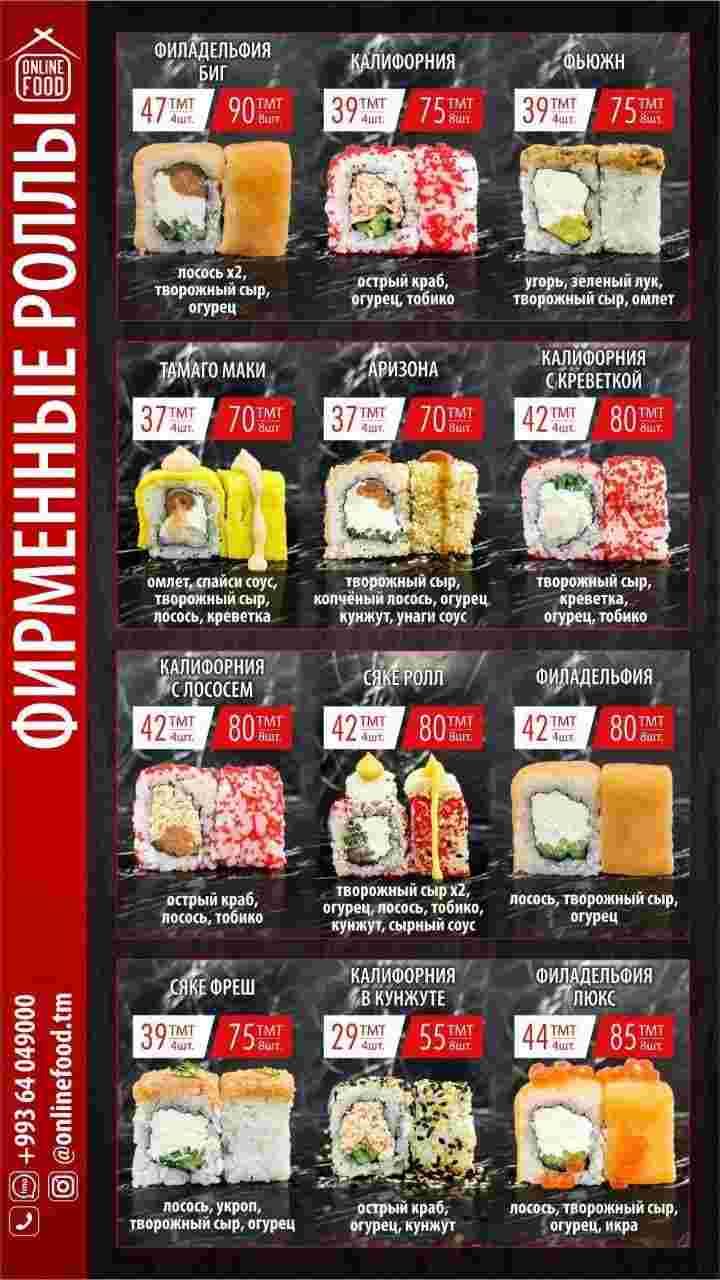 ONLINE
FOOD
ФИРМЕННЫЕ РОЛЛЫ
+993 64 049000
@onlinefood.tm
ФИЛАДЕЛЬФИЯ
БИГ
47 ТМТ 4шт. 90 ТМТ 8шт.
лосось х2,
творожный сыр,
огурец
КАЛИФОРНИЯ
39 ТМТ 4шт. 75 ТМТ 8шт.
острый краб,
огурец, тобико
ФЬЮЖН
39 ТМТ 4шт. 75 ТМТ 8шт.
угорь, зеленый лук,
творожный сыр, омлет
ТАМАГО МАКИ
37 ТМТ 4шт. 70 ТМТ 8шт.
омлет, спайси соус,
творожный сыр,
лосось, креветка
АРИЗОНА
37 ТМТ 4шт. 70 ТМТ 8шт.
творожный сыр,
копчёный лосось, огурец
кунжут, унаги соус
КАЛИФОРНИЯ
С КРЕВЕТКОЙ
42 ТМТ 4шт. 80 ТМТ 8шт.
творожный сыр,
креветка,
огурец, тобико
КАЛИФОРНИЯ
С ЛОСОСЕМ
42 ТМТ 4шт. 80 ТМТ 8шт.
острый краб,
лосось, тобико
СЯКЕ РОЛЛ
42 ТМТ 4шт. 80 ТМТ 8шт.
творожный сыр х2,
огурец, лосось, тобико,
кунжут, сырный соус
ФИЛАДЕЛЬФИЯ
42 ТМТ 4шт. 80 ТМТ 8шт.
лосось, творожный сыр,
огурец
СЯКЕ ФРЕШ
39 ТМТ 4шт. 75 ТМТ 8шт.
лосось, укроп,
творожный сыр, огурец
КАЛИФОРНИЯ
В КУНЖУТЕ
29 ТМТ 4шт. 55 ТМТ 8шт.
острый краб,
огурец, кунжут
ФИЛАДЕЛЬФИЯ
ЛЮКС
44 ТМТ 4шт. 85 ТМТ 8шт.
лосось, творожный сыр,
огурец, икра